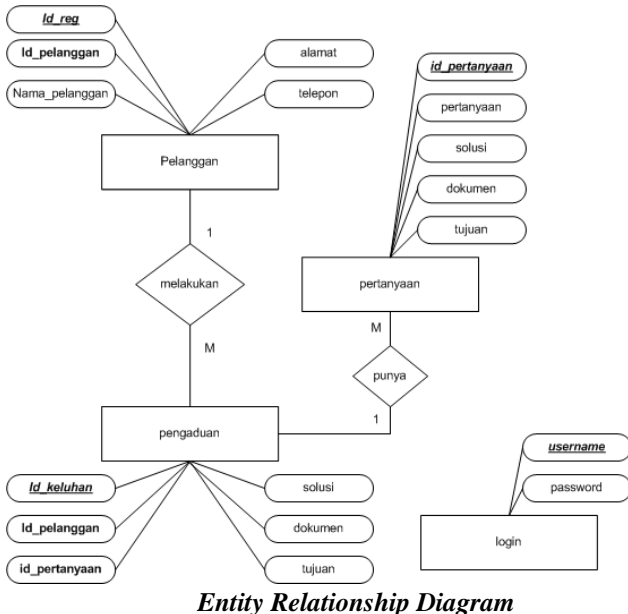 Id_reg
Id_pelanggan
Nama_pelanggan
alamat
telepon
Pelanggan
1
melakukan
M
id_pertanyaan
pertanyaan
solusi
dokumen
tujuan
pertanyaan
M
punya
1
pengaduan
Id_keluhan
Id_pelanggan
id_pertanyaan
solusi
dokumen
tujuan
username
password
login
Entity Relationship Diagram